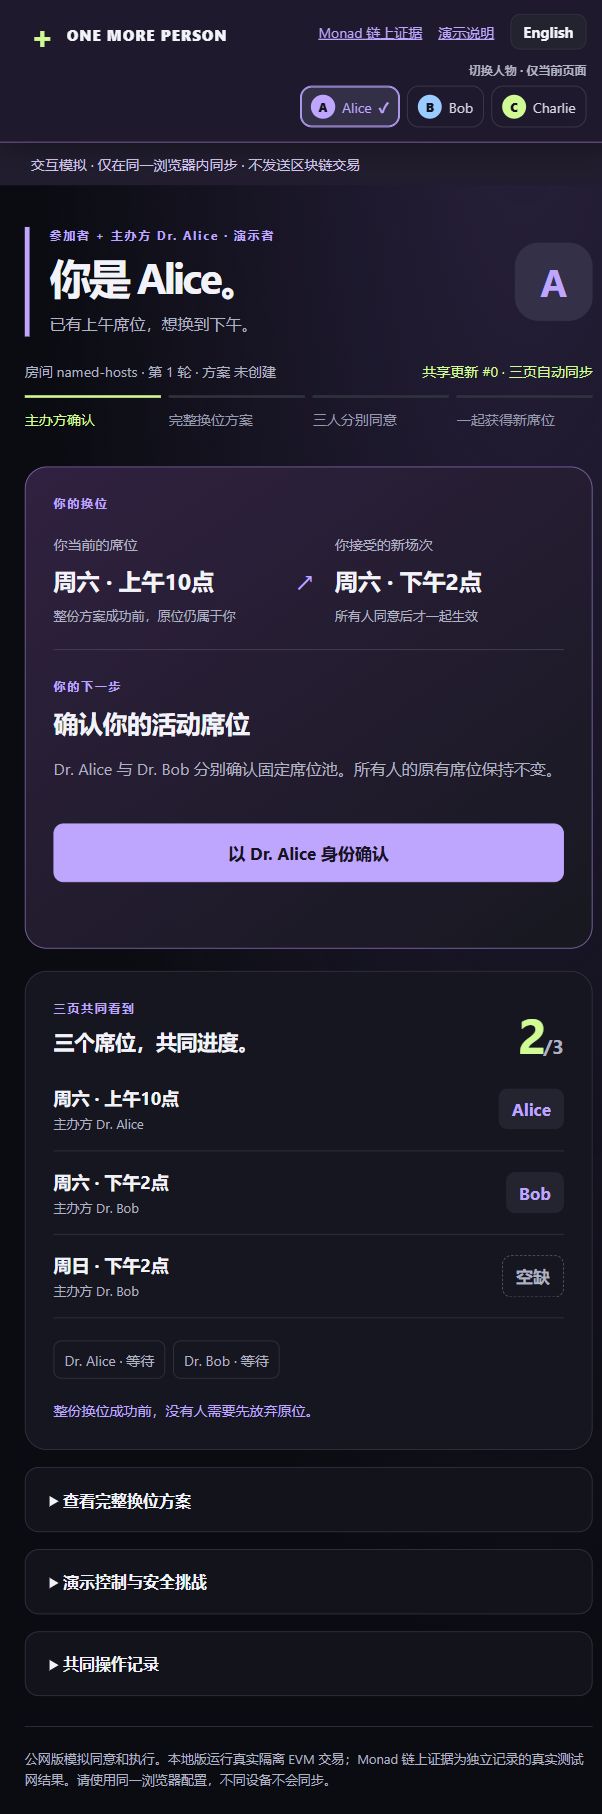 + ONE MORE PERSON
Monad 链上证据 演示说明 English
切换人物 · 仅当前页面
A Alice ✓ B Bob C Charlie
交互模拟 · 仅在同一浏览器内同步 · 不发送区块链交易
参加者 + 主办方 Dr. Alice · 演示者
你是 Alice。
A
已有上午席位，想换到下午。
房间 named-hosts · 第 1 轮 · 方案 未创建
共享更新 #0 · 三页自动同步
主办方确认 完整换位方案 三人分别同意 一起获得新席位
你的换位
你当前的席位
周六 · 上午10点
整份方案成功前，原位仍属于你
↗
你接受的新场次
周六 · 下午2点
所有人同意后才一起生效
你的下一步
确认你的活动席位
Dr. Alice 与 Dr. Bob 分别确认固定席位池。所有人的原有席位保持不变。
以 Dr. Alice 身份确认
三页共同看到
三个席位，共同进度。
2/3
周六 · 上午10点
主办方 Dr. Alice
Alice
周六 · 下午2点
主办方 Dr. Bob
Bob
周日 · 下午2点
主办方 Dr. Bob
空缺
Dr. Alice · 等待 Dr. Bob · 等待
整份换位成功前，没有人需要先放弃原位。
▶ 查看完整换位方案
▶ 演示控制与安全挑战
▶ 共同操作记录
公网版模拟同意和执行。本地版运行真实隔离 EVM 交易；Monad 链上证据为独立记录的真实测试
网结果。请使用同一浏览器配置，不同设备不会同步。